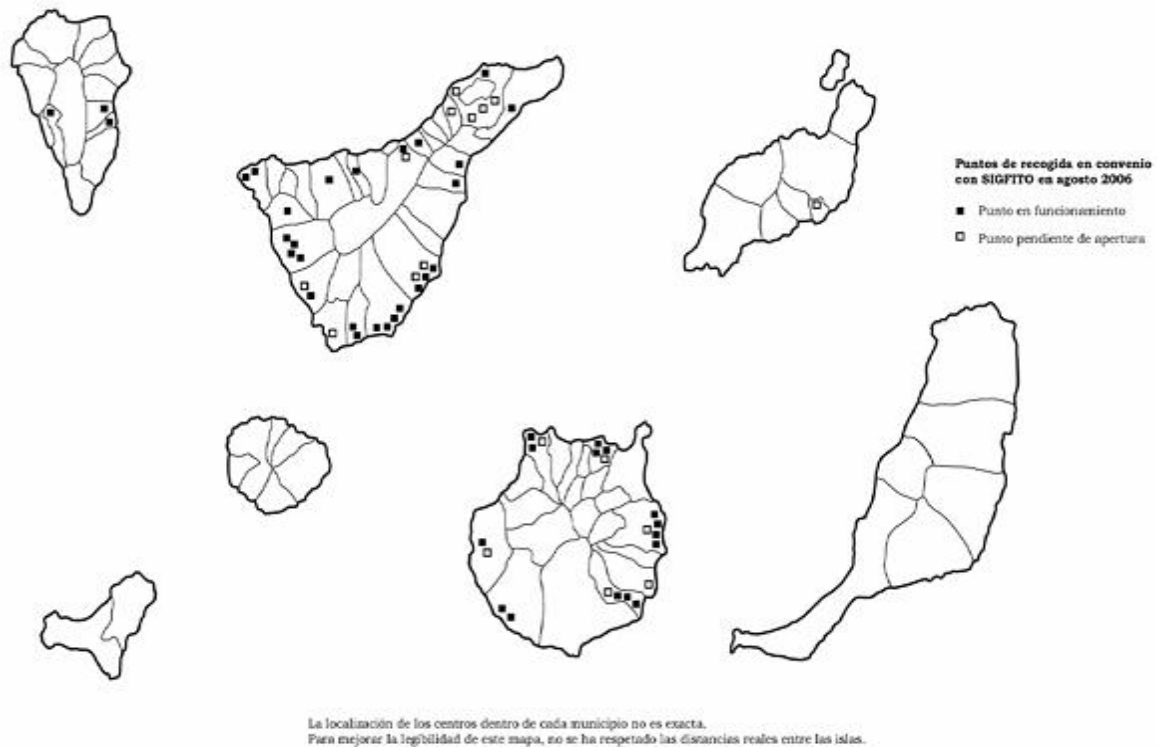 Puntos de recogida en convenio
con SIGFITO en agosto 2006
Punto en funcionamiento
Punto pendiente de apertura
La localización de los centros dentro de cada municipio no es exacta.
Para mejorar la legibilidad de este mapa, no se ha respetado las distancias reales entre las islas.